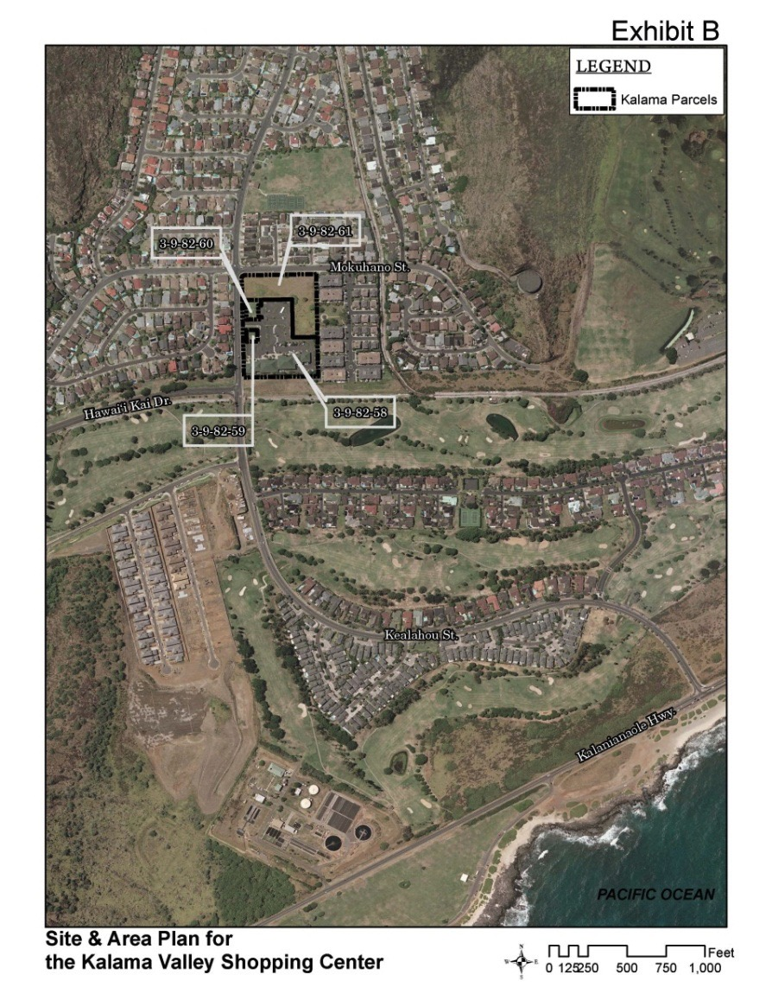 Exhibit B
LEGEND
Kalama Parcels
3-9-82-61
3-9-82-60
Mokuhano St.
Hawai'i Kai Dr.
3-9-82-58
3-9-82-59
Kealahou St.
Kalanianaole Hwy.
PACIFIC OCEAN
Site & Area Plan for
the Kalama Valley Shopping Center
N
W E
S
Feet
0 125250 500 750 1,000